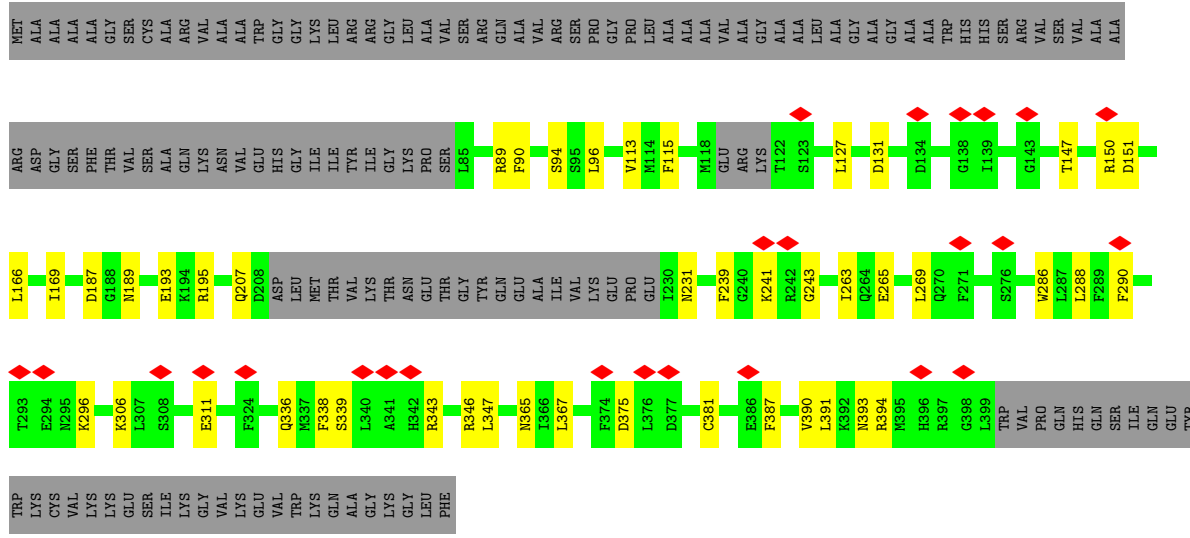 MET ALA ALA ALA ALA GLY SER CYS ALA ARG VAL ALA ALA TRP GLY GLY LYS LEU ARG ARG GLY LEU ALA VAL SER ARG GLN ALA VAL ARG SER PRO GLY PRO LEU ALA ALA ALA VAL ALA GLY ALA ALA LEU ALA GLY ALA GLY ALA ALA TRP HIS HIS SER ARG VAL SER VAL ALA ALA
ARG ASP GLY SER PHE THR VAL SER ALA GLN LYS ASN VAL GLU HIS GLY ILE ILE TYR ILE GLY LYS PRO SER L85 R89 F90 S94 S95 L96 V113 M114 F115 M118 GLU ARG LYS T122 S123 L127 D131 D134 G138 I139 G143 T147 R150 D151
L166 I169 D187 G188 N189 E193 K194 R195 Q207 D208 ASP LEU MET THR VAL LYS THR ASN GLU THR GLY TYR GLN GLU ALA ILE VAL LYS GLU PRO GLU I230 N231 F239 G240 K241 R242 G243 I263 Q264 E265 L269 Q270 F271 S276 W286 L287 L288 F289 F290
T293 E294 N295 K296 K306 L307 S308 E311 F324 Q336 M337 F338 S339 L340 A341 H342 R343 R346 L347 N365 I366 L367 F374 D375 L376 D377 C381 E386 F387 V390 L391 K392 N393 R394 M395 H396 R397 G398 L399 TRP VAL PRO GLN HIS GLN SER ILE GLN GLU TYR
TRP LYS CYS VAL LYS LYS GLU SER ILE LYS GLY VAL LYS GLU VAL TRP LYS GLN ALA GLY LYS GLY LEU PHE